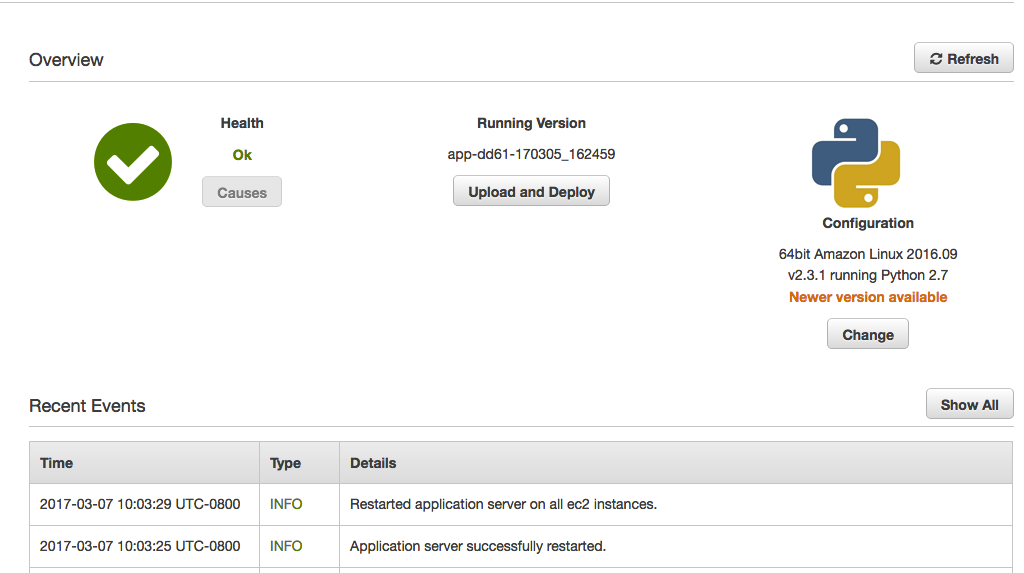 Overview
Refresh
Health
Ok
Causes
Running Version
app-dd61-170305_162459
Upload and Deploy
Configuration
64bit Amazon Linux 2016.09
v2.3.1 running Python 2.7
Newer version available
Change
Recent Events
Show All
Time Type Details
2017-03-07 10:03:29 UTC-0800 INFO Restarted application server on all ec2 instances.
2017-03-07 10:03:25 UTC-0800 INFO Application server successfully restarted.